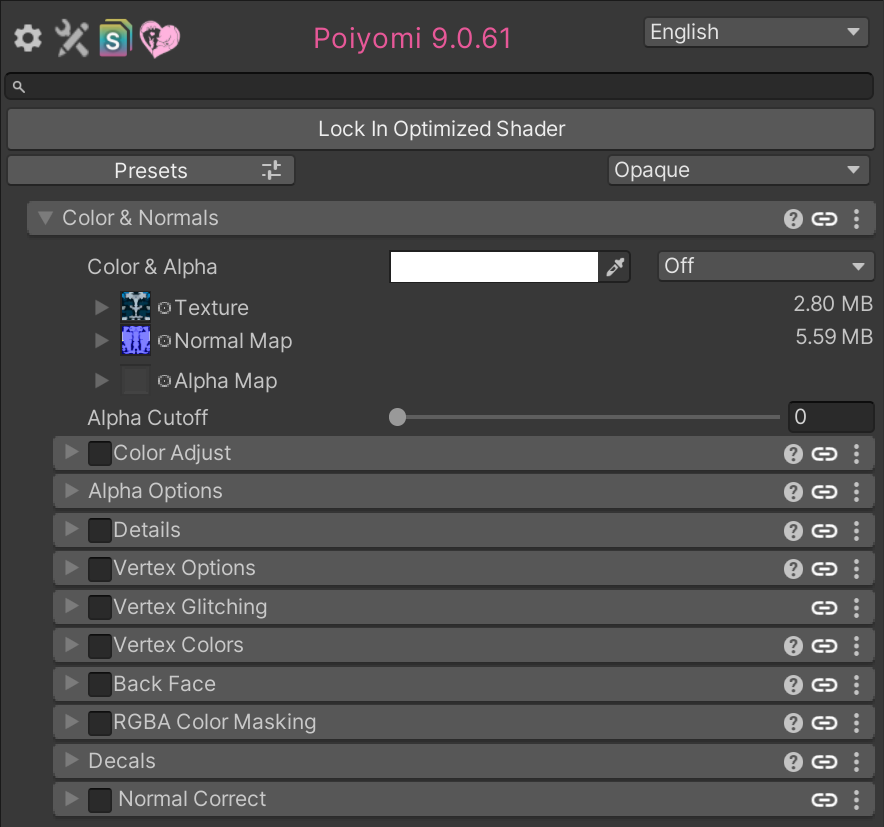 Poiyomi 9.0.61
English
Lock In Optimized Shader
Presets
Opaque
Color & Normals
Color & Alpha
Off
Texture
2.80 MB
Normal Map
5.59 MB
Alpha Map
Alpha Cutoff
0
Color Adjust
Alpha Options
Details
Vertex Options
Vertex Glitching
Vertex Colors
Back Face
RGBA Color Masking
Decals
Normal Correct